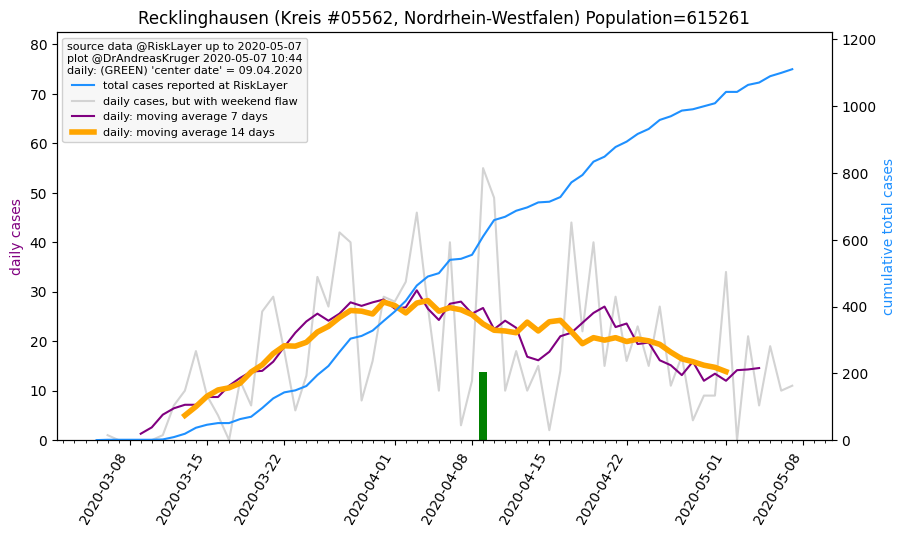 Recklinghausen (Kreis #05562, Nordrhein-Westfalen) Population=615261
source data @RiskLayer up to 2020-05-07
plot @DrAndreasKruger 2020-05-07 10:44
daily: (GREEN) 'center date' = 09.04.2020
total cases reported at RiskLayer
daily cases, but with weekend flaw
daily: moving average 7 days
daily: moving average 14 days
daily cases
80
70
60
50
40
30
20
10
0
cumulative total cases
1200
1000
800
600
400
200
0
2020-03-08
2020-03-15
2020-03-22
2020-04-01
2020-04-08
2020-04-15
2020-04-22
2020-05-01
2020-05-08